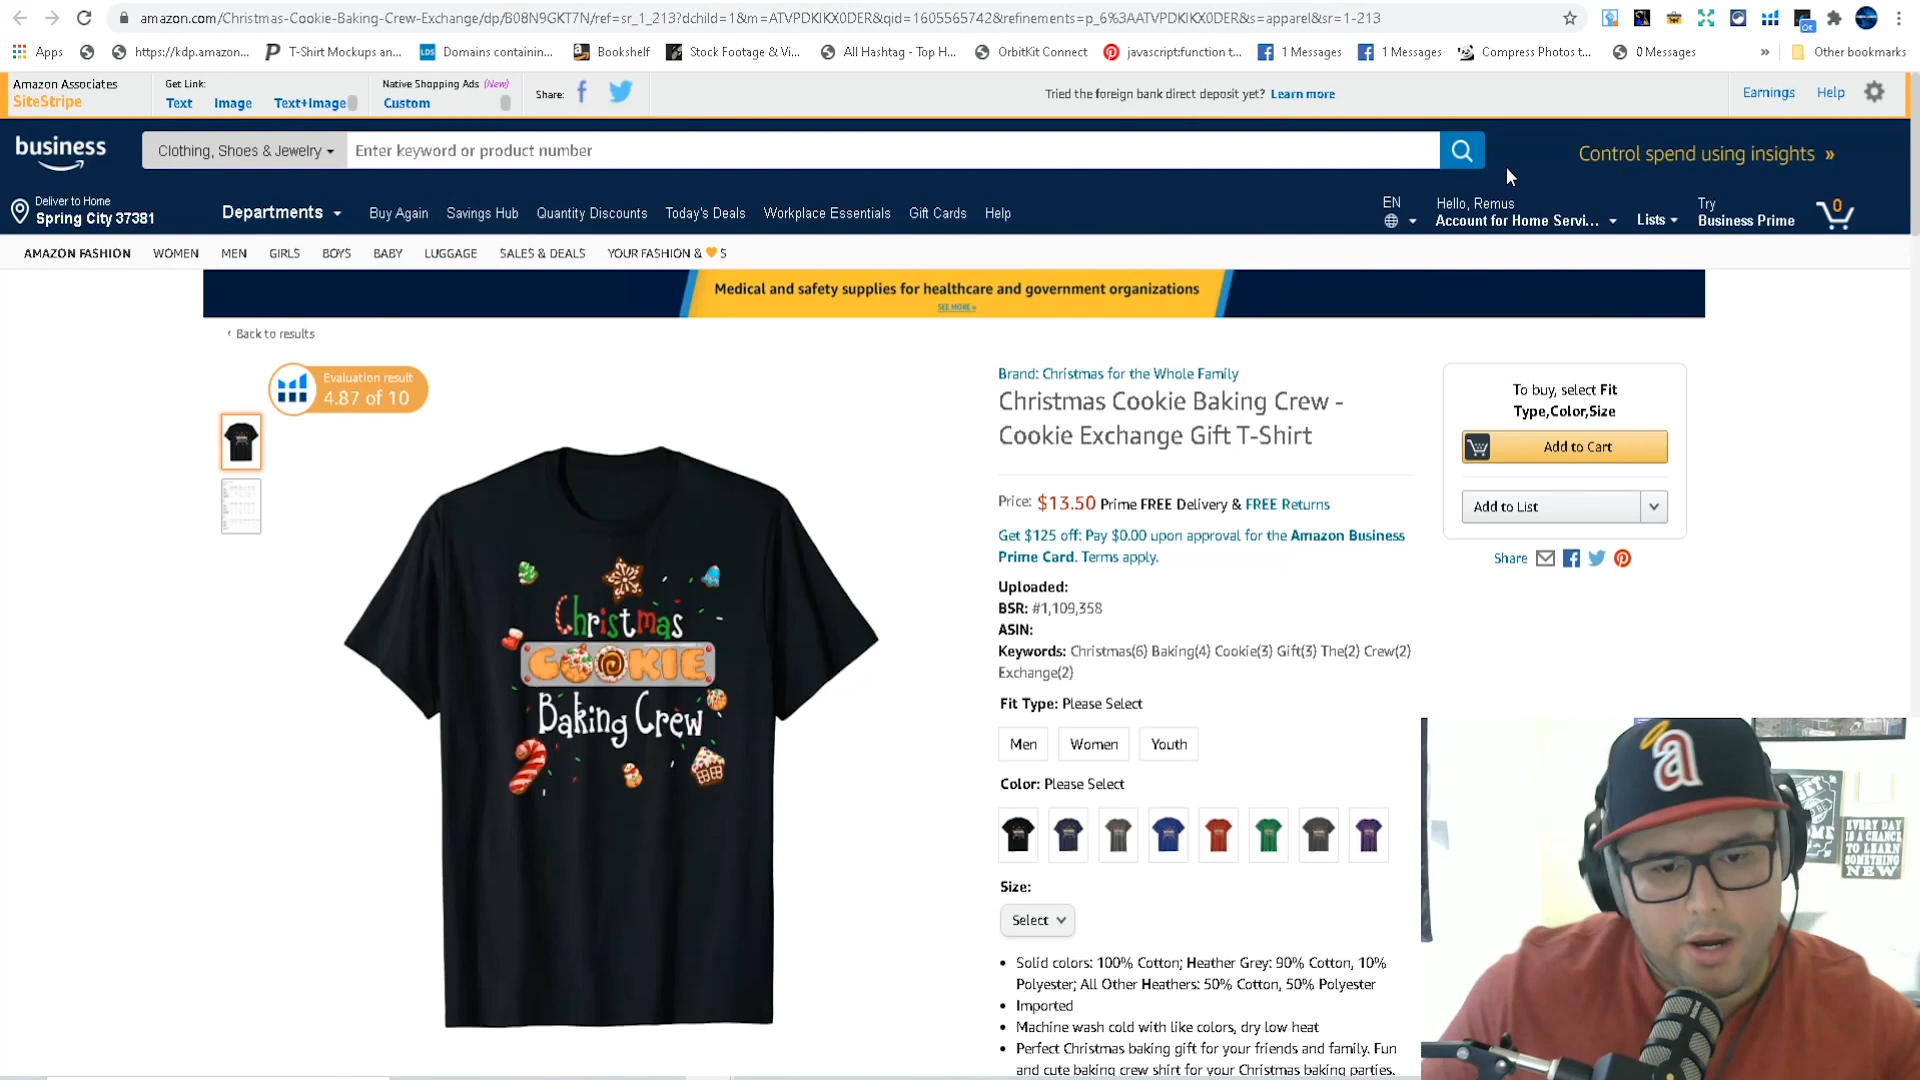 amazon.com/Christmas-Cookie-Baking-Crew-Exchange/dp/B08N9GKT7N/ref=sr_1_213?dchild=1&m=ATVPDKIKX0DER&qid=1605565742&refinements=p_6%3AATVPDKIKX0DER&s=apparel&sr=1-213
Apps
https://kdp.amazon...
T-Shirt Mockups an...
Domains containin...
Bookshelf
Stock Footage & Vi...
All Hashtag - Top H...
OrbitKit Connect
javascript:function t...
1 Messages
1 Messages
Compress Photos t...
0 Messages
»
Other bookmarks
Amazon Associates
SiteStripe
Get Link:
Text Image Text+Image
Native Shopping Ads (New)
Custom
Share:
Tried the foreign bank direct deposit yet? Learn more
Earnings Help
business
Clothing, Shoes & Jewelry
Enter keyword or product number
Control spend using insights »
Deliver to Home
Spring City 37381
Departments
Buy Again Savings Hub Quantity Discounts Today's Deals Workplace Essentials Gift Cards Help
EN
Hello, Remus
Account for Home Servi...
Lists
Try
Business Prime
0
AMAZON FASHION WOMEN MEN GIRLS BOYS BABY LUGGAGE SALES & DEALS YOUR FASHION & 🧡 S
Medical and safety supplies for healthcare and government organizations
SEE MORE »
‹ Back to results
Evaluation result
4.87 of 10
Christmas
COOKIE
Baking Crew
Brand: Christmas for the Whole Family
Christmas Cookie Baking Crew -
Cookie Exchange Gift T-Shirt
Price: $13.50 Prime FREE Delivery & FREE Returns
Get $125 off: Pay $0.00 upon approval for the Amazon Business
Prime Card. Terms apply.
Uploaded:
BSR: #1,109,358
ASIN:
Keywords: Christmas(6) Baking(4) Cookie(3) Gift(3) The(2) Crew(2)
Exchange(2)
Fit Type: Please Select
Men Women Youth
Color: Please Select
Size:
Select
• Solid colors: 100% Cotton; Heather Grey: 90% Cotton, 10%
Polyester; All Other Heathers: 50% Cotton, 50% Polyester
• Imported
• Machine wash cold with like colors, dry low heat
• Perfect Christmas baking gift for your friends and family. Fun
and cute baking crew shirt for your Christmas baking parties.
To buy, select Fit
Type,Color,Size
Add to Cart
Add to List
Share
a
EVERY DAY
IS A CHANCE
TO LEARN
SOMETHING
NEW